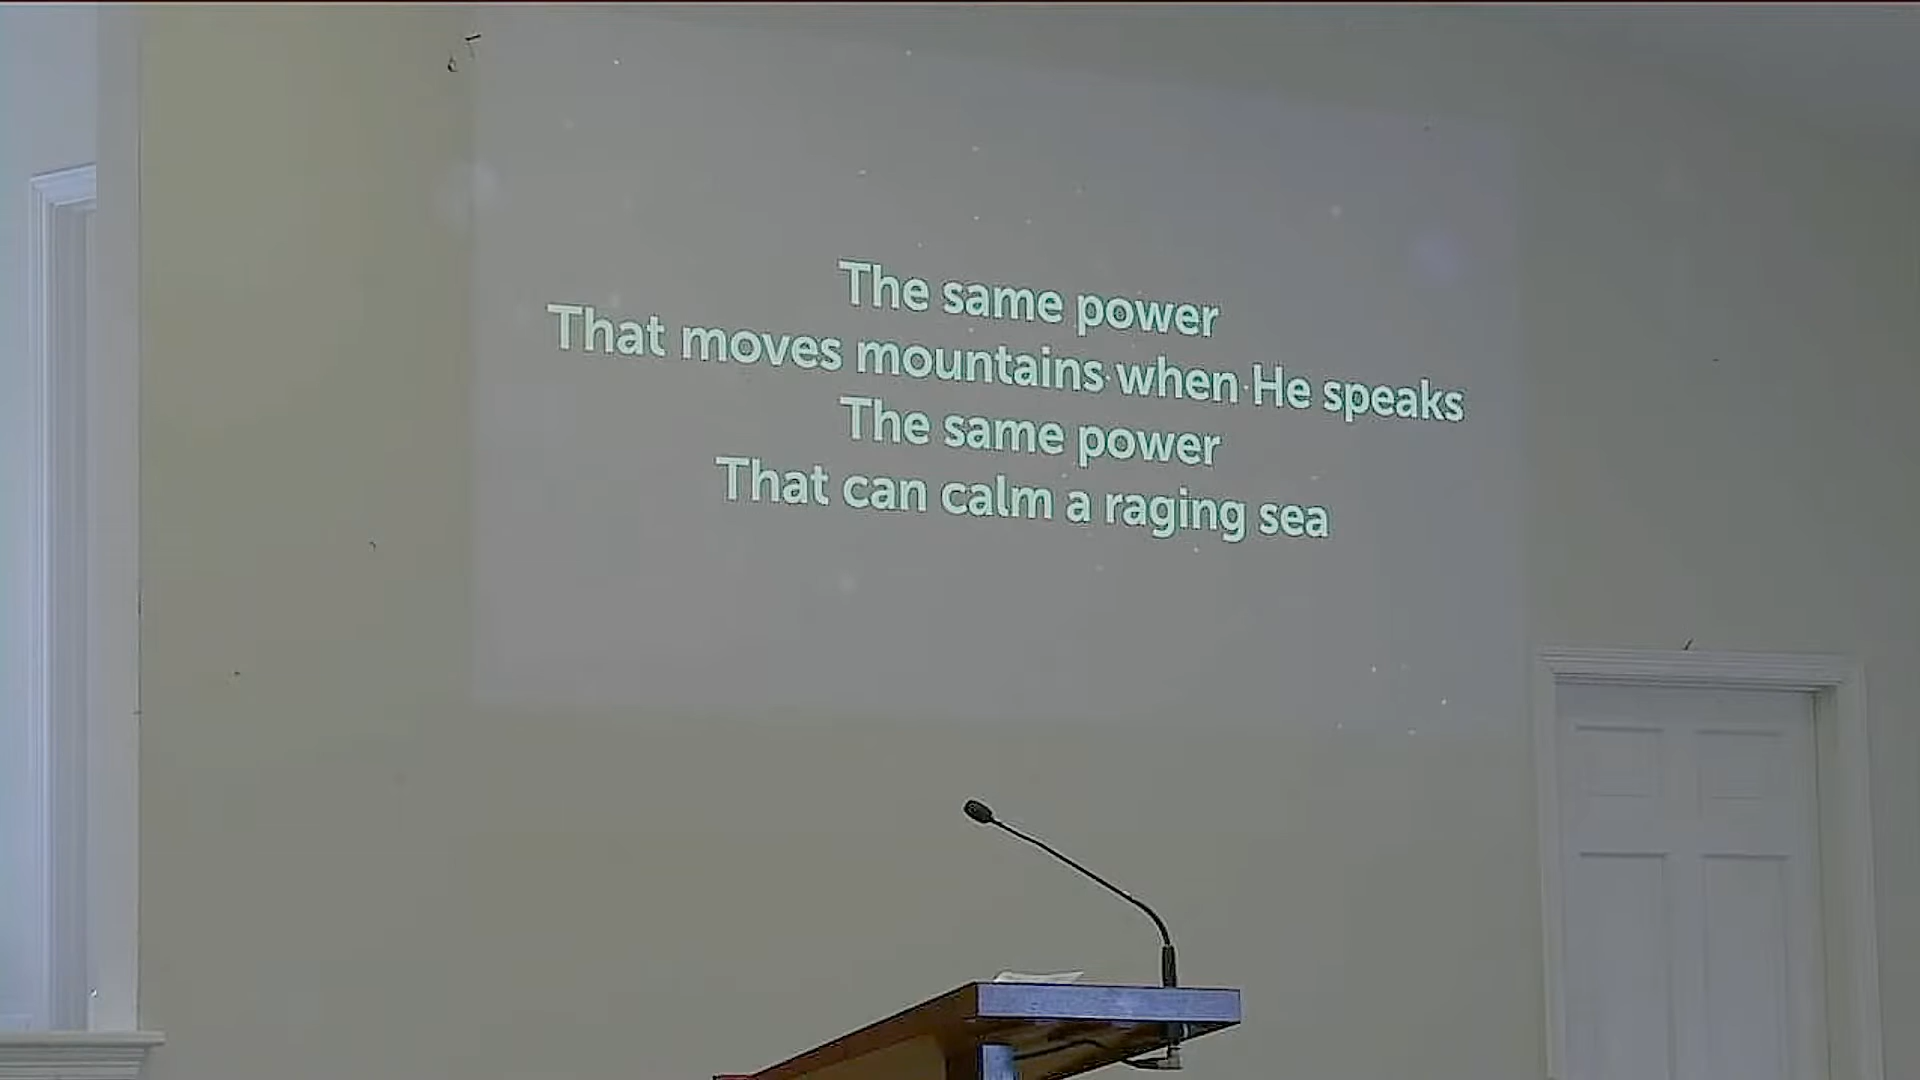 The same power
That moves mountains when He speaks
The same power
That can calm a raging sea